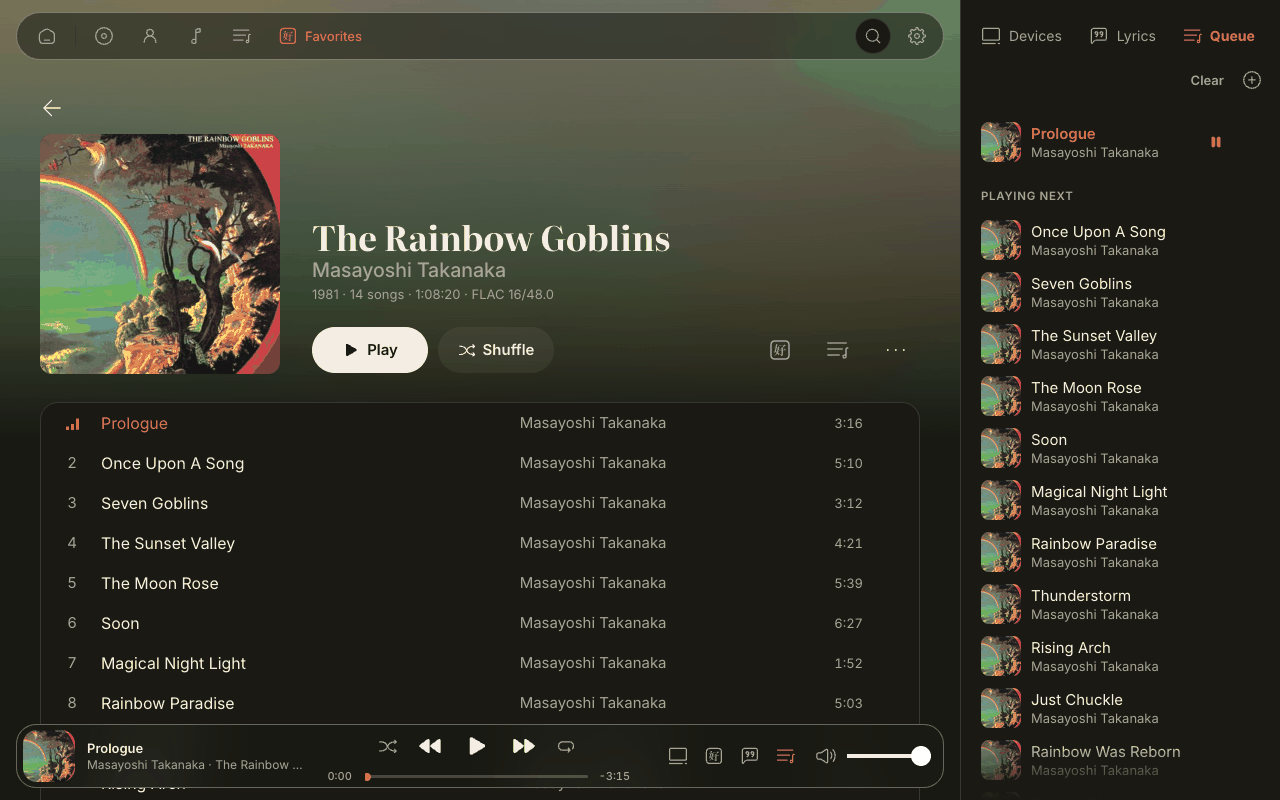 Favorites
THE RAINBOW GOBLINS
Masayoshi TAKANAKA
The Rainbow Goblins
Masayoshi Takanaka
1981 · 14 songs · 1:08:20 · FLAC 16/48.0
Play
Shuffle
好
Prologue Masayoshi Takanaka 3:16
2 Once Upon A Song Masayoshi Takanaka 5:10
3 Seven Goblins Masayoshi Takanaka 3:12
4 The Sunset Valley Masayoshi Takanaka 4:21
5 The Moon Rose Masayoshi Takanaka 5:39
6 Soon Masayoshi Takanaka 6:27
7 Magical Night Light Masayoshi Takanaka 1:52
8 Rainbow Paradise Masayoshi Takanaka 5:03
Rising Arch
Prologue
Masayoshi Takanaka · The Rainbow ...
0:00
-3:15
Devices
Lyrics
Queue
Clear
Prologue
Masayoshi Takanaka
PLAYING NEXT
Once Upon A Song
Masayoshi Takanaka
Seven Goblins
Masayoshi Takanaka
The Sunset Valley
Masayoshi Takanaka
The Moon Rose
Masayoshi Takanaka
Soon
Masayoshi Takanaka
Magical Night Light
Masayoshi Takanaka
Rainbow Paradise
Masayoshi Takanaka
Thunderstorm
Masayoshi Takanaka
Rising Arch
Masayoshi Takanaka
Just Chuckle
Masayoshi Takanaka
Rainbow Was Reborn
Masayoshi Takanaka